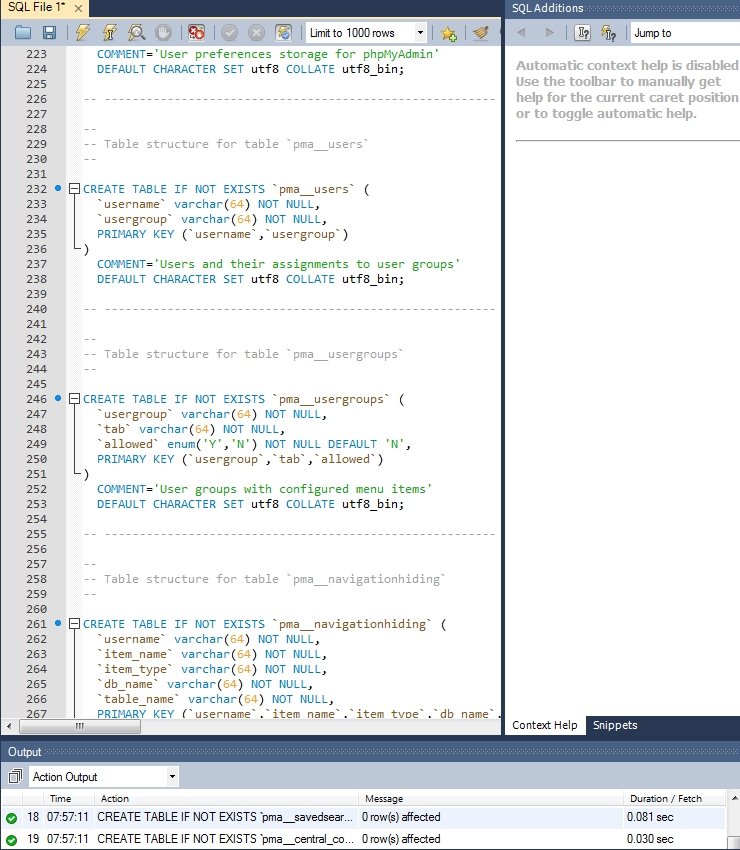 SQL File 1* ×
Limit to 1000 rows
223 COMMENT='User preferences storage for phpMyAdmin'
224 DEFAULT CHARACTER SET utf8 COLLATE utf8_bin;
225
226 -- --------------------------------------------------------
227
228 --
229 -- Table structure for table `pma__users`
230 --
231
232 CREATE TABLE IF NOT EXISTS `pma__users` (
233 `username` varchar(64) NOT NULL,
234 `usergroup` varchar(64) NOT NULL,
235 PRIMARY KEY (`username`,`usergroup`)
236 )
237 COMMENT='Users and their assignments to user groups'
238 DEFAULT CHARACTER SET utf8 COLLATE utf8_bin;
239
240 -- --------------------------------------------------------
241
242 --
243 -- Table structure for table `pma__usergroups`
244 --
245
246 CREATE TABLE IF NOT EXISTS `pma__usergroups` (
247 `usergroup` varchar(64) NOT NULL,
248 `tab` varchar(64) NOT NULL,
249 `allowed` enum('Y','N') NOT NULL DEFAULT 'N',
250 PRIMARY KEY (`usergroup`,`tab`,`allowed`)
251 )
252 COMMENT='User groups with configured menu items'
253 DEFAULT CHARACTER SET utf8 COLLATE utf8_bin;
254
255 -- --------------------------------------------------------
256
257 --
258 -- Table structure for table `pma__navigationhiding`
259 --
260
261 CREATE TABLE IF NOT EXISTS `pma__navigationhiding` (
262 `username` varchar(64) NOT NULL,
263 `item_name` varchar(64) NOT NULL,
264 `item_type` varchar(64) NOT NULL,
265 `db_name` varchar(64) NOT NULL,
266 `table_name` varchar(64) NOT NULL,
267 PRIMARY KEY (`username`,`item_name`,`item_type`,`db_name`,
SQL Additions
Jump to
Automatic context help is disabled.
Use the toolbar to manually get
help for the current caret position
or to toggle automatic help.
Context Help Snippets
Output
Action Output
Time Action Message Duration / Fetch
18 07:57:11 CREATE TABLE IF NOT EXISTS `pma__savedsear... 0 row(s) affected 0.081 sec
19 07:57:11 CREATE TABLE IF NOT EXISTS `pma__central_co... 0 row(s) affected 0.030 sec